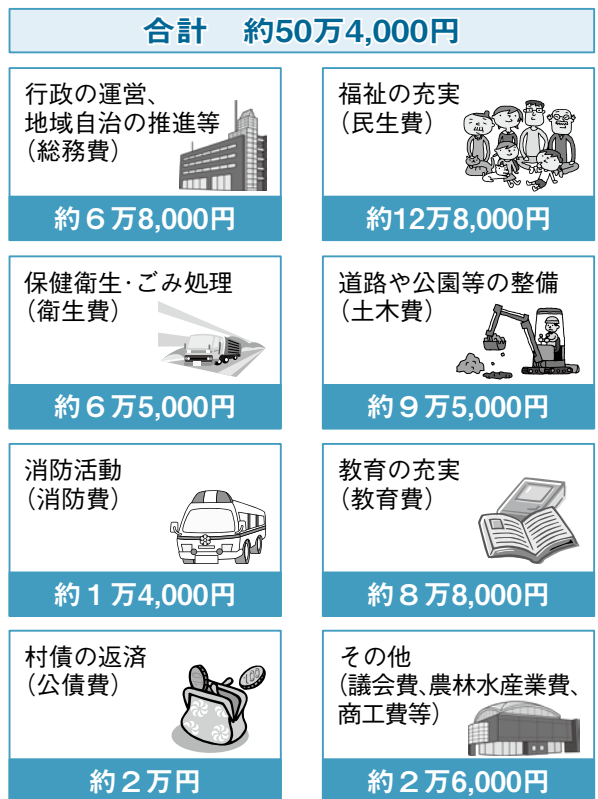 合計　約50万4,000円
行政の運営、
地域自治の推進等
（総務費）
約６万8,000円
福祉の充実
（民生費）
約12万8,000円
保健衛生・ごみ処理
（衛生費）
約６万5,000円
道路や公園等の整備
（土木費）
約９万5,000円
消防活動
（消防費）
約１万4,000円
教育の充実
（教育費）
約８万8,000円
村債の返済
（公債費）
100
約２万円
その他
（議会費、農林水産業費、
商工費等）
約２万6,000円